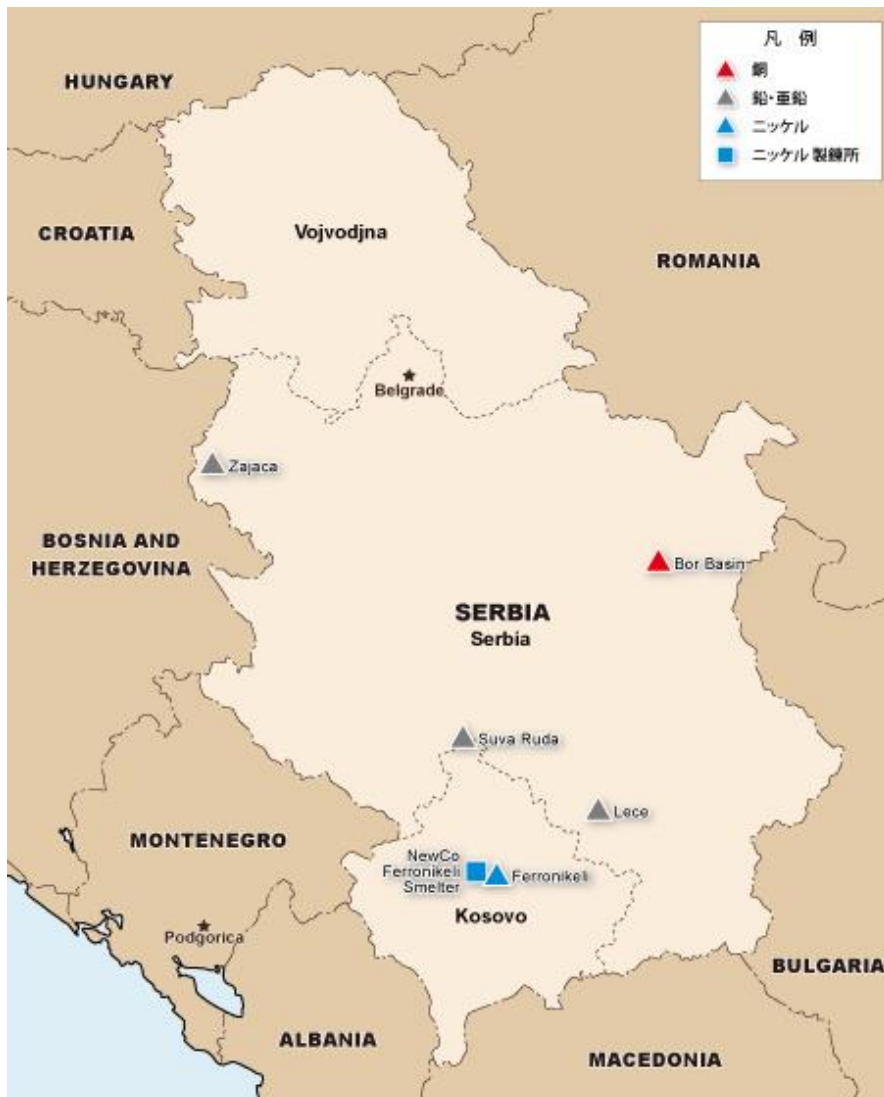 凡 例
銅
鉛・亜鉛
ニッケル
ニッケル 製錬所
HUNGARY
CROATIA
Vojvodjna
ROMANIA
Belgrade
Zajaca
BOSNIA AND
HERZEGOVINA
Bor Basin
SERBIA
Serbia
Suva Ruda
Lece
MONTENEGRO
NewCo
Ferronikeli
Smelter
Ferronikeli
Kosovo
Podgorica
BULGARIA
ALBANIA
MACEDONIA